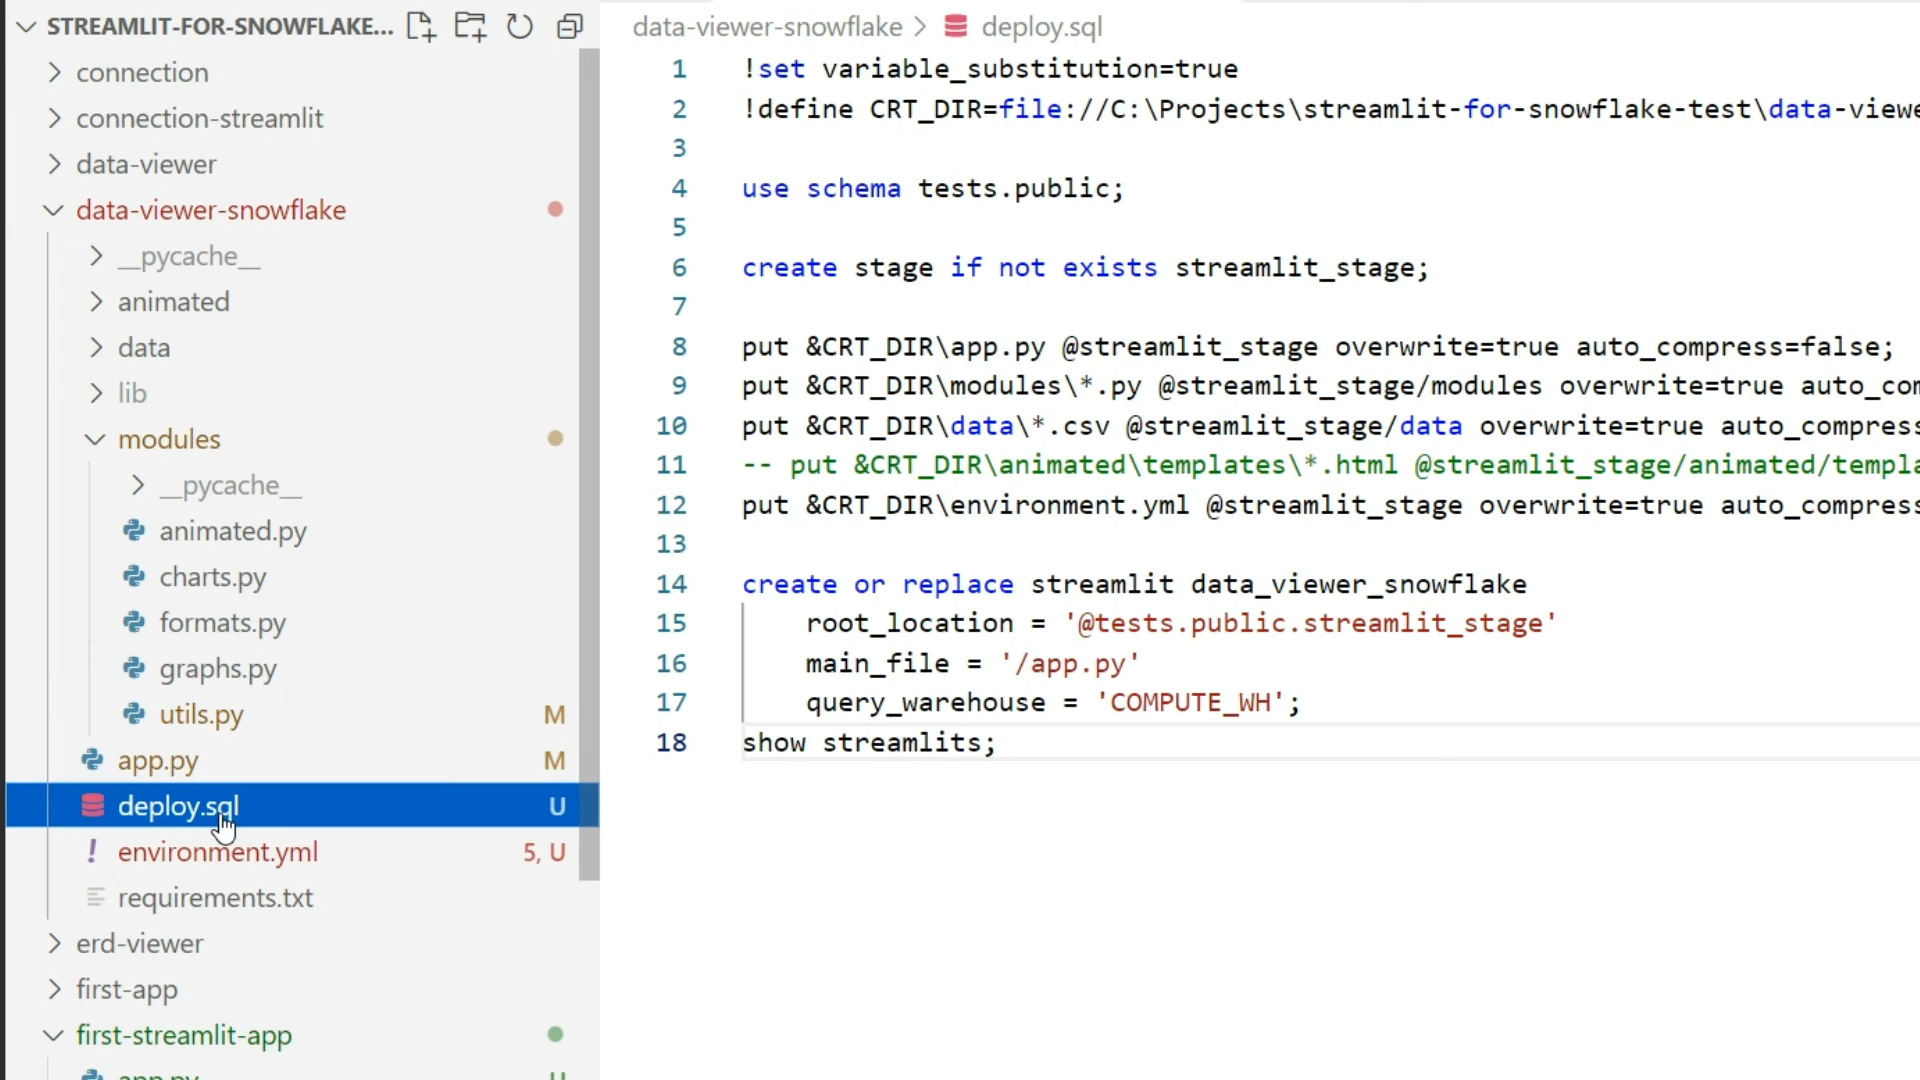 STREAMLIT-FOR-SNOWFLAKE...
connection
connection-streamlit
data-viewer
data-viewer-snowflake
__pycache__
animated
data
lib
modules
__pycache__
animated.py
charts.py
formats.py
graphs.py
utils.py M
app.py M
deploy.sql U
environment.yml 5, U
requirements.txt
erd-viewer
first-app
first-streamlit-app
app.py U
data-viewer-snowflake > deploy.sql
1 !set variable_substitution=true
2 !define CRT_DIR=file://C:\Projects\streamlit-for-snowflake-test\data-viewe
3
4 use schema tests.public;
5
6 create stage if not exists streamlit_stage;
7
8 put &CRT_DIR\app.py @streamlit_stage overwrite=true auto_compress=false;
9 put &CRT_DIR\modules\*.py @streamlit_stage/modules overwrite=true auto_com
10 put &CRT_DIR\data\*.csv @streamlit_stage/data overwrite=true auto_compress
11 -- put &CRT_DIR\animated\templates\*.html @streamlit_stage/animated/templa
12 put &CRT_DIR\environment.yml @streamlit_stage overwrite=true auto_compress
13
14 create or replace streamlit data_viewer_snowflake
15 root_location = '@tests.public.streamlit_stage'
16 main_file = '/app.py'
17 query_warehouse = 'COMPUTE_WH';
18 show streamlits;